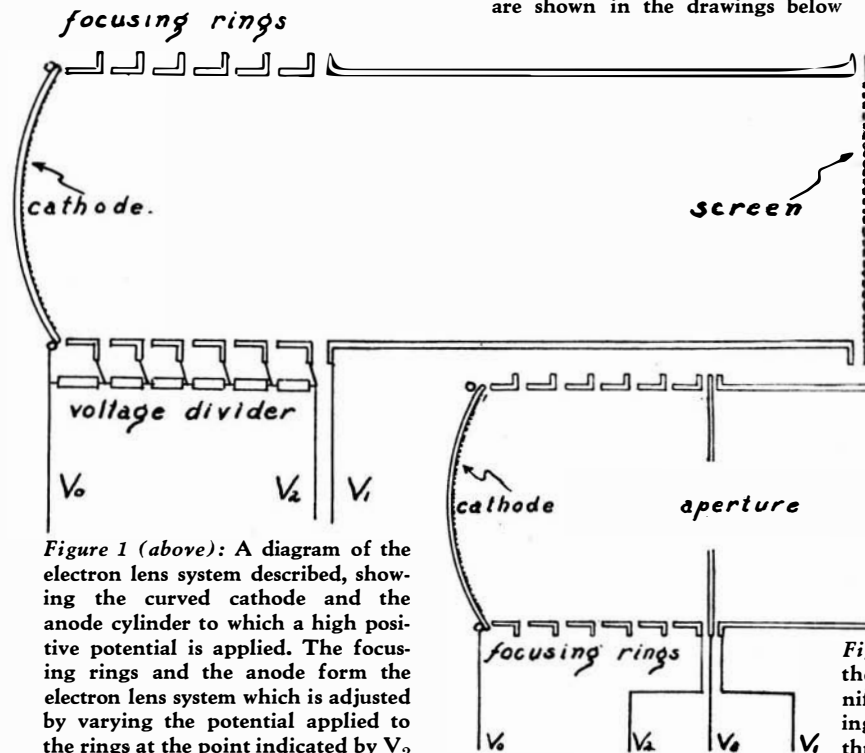 are shown in the drawings below
focusing rings
cathode.
screen
voltage divider
V₀ V₂ V₁
Figure 1 (above): A diagram of the
electron lens system described, show-
ing the curved cathode and the
anode cylinder to which a high posi-
tive potential is applied. The focus-
ing rings and the anode form the
electron lens system which is adjusted
by varying the potential applied to
the rings at the point indicated by V₂
cathode
aperture
focusing rings
V₀ V₂ V₁
Fig
the
nif
ing